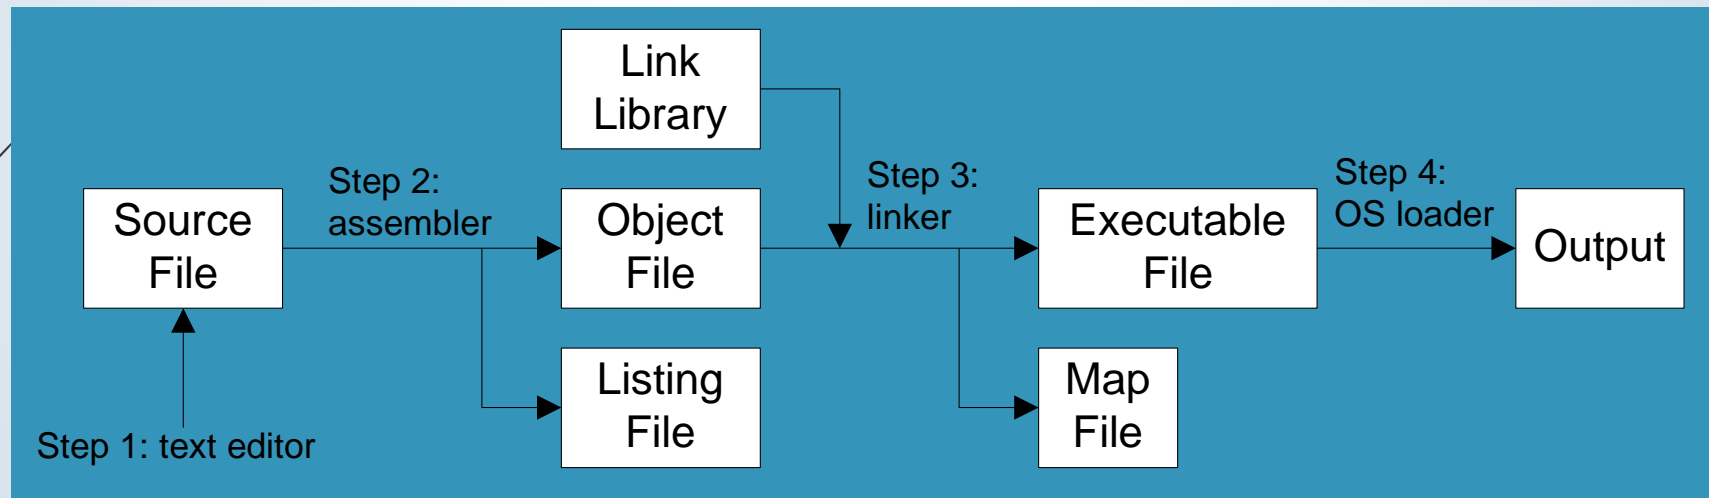 Link
Library
Step 2:
assembler
Step 3:
linker
Step 4:
OS loader
Source
File
Object
File
Executable
File
Output
Listing
File
Map
File
Step 1: text editor